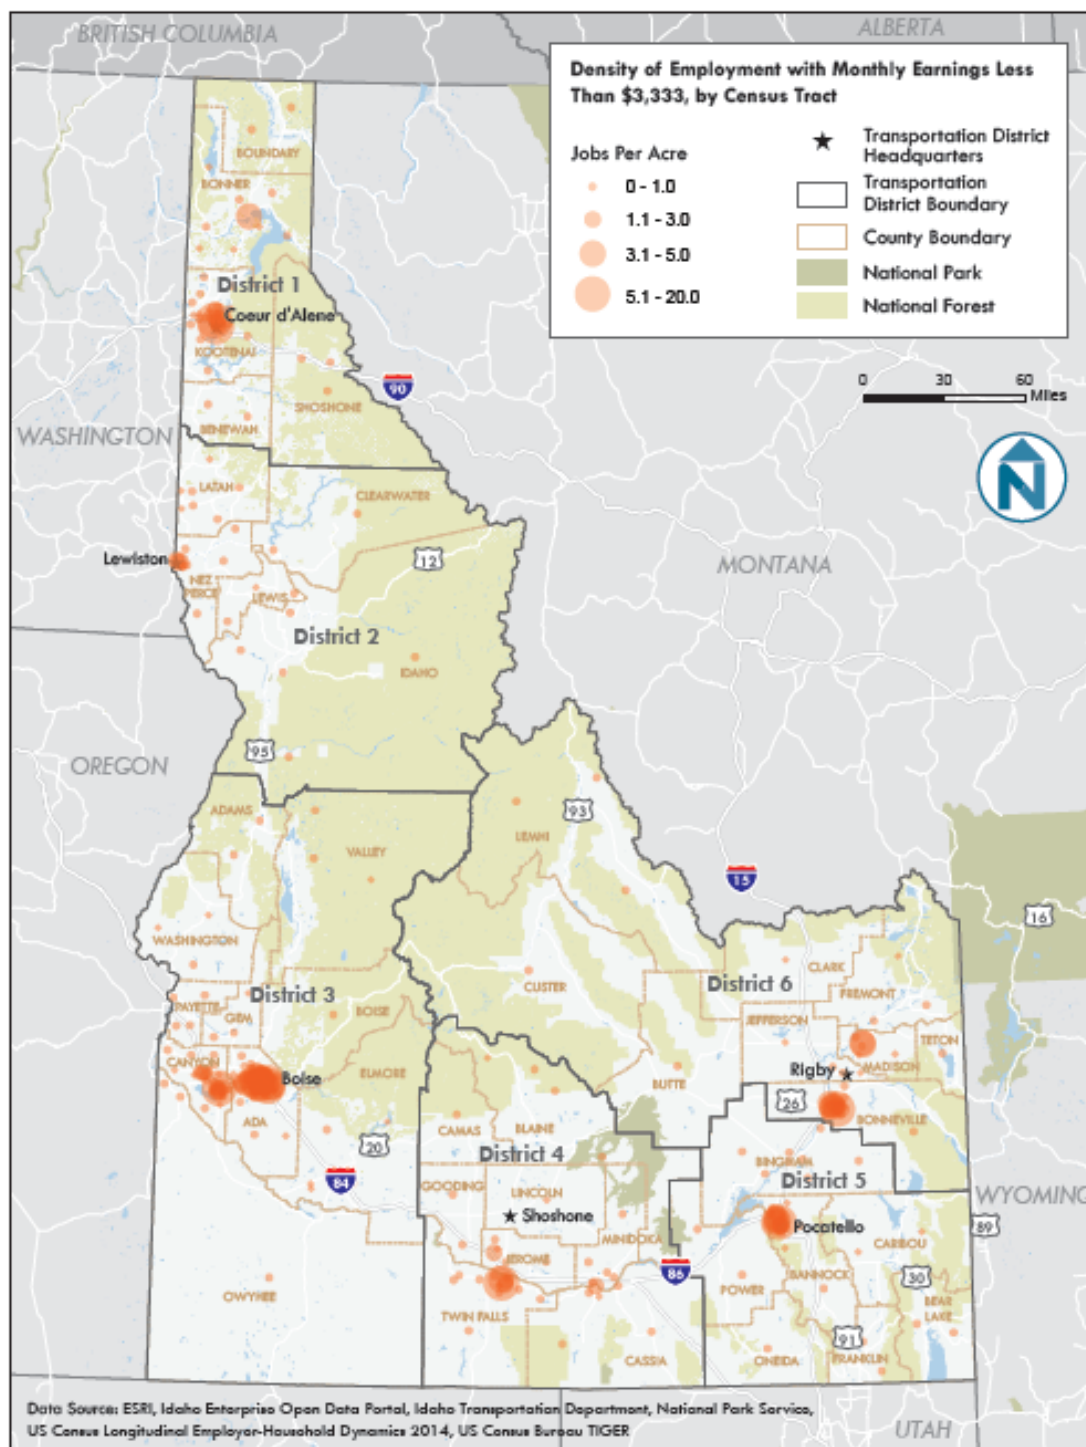 BRITISH COLUMBIA
ALBERTA
Density of Employment with Monthly Earnings Less
Than $3,333, by Census Tract
Jobs Per Acre
0 - 1.0
1.1 - 3.0
3.1 - 5.0
5.1 - 20.0
Transportation District
Headquarters
Transportation
District Boundary
County Boundary
National Park
National Forest
0 30 60
Miles
N
BOUNDARY
BONNER
District 1
Coeur d'Alene
KOOTENAI
90
SHOSHONE
BENEWAH
WASHINGTON
LATAH
CLEARWATER
Lewiston
12
NEZ
PERCE
LEWIS
MONTANA
District 2
IDAHO
95
OREGON
ADAMS
93
LEMHI
VALLEY
15
16
WASHINGTON
CLARK
District 6
CUSTER
FREMONT
District 3
PAYETTE
GEM
BOISE
JEFFERSON
TETON
CANYON
MADISON
Rigby
BUTTE
Boise
ELMORE
26
BONNEVILLE
ADA
CAMAS
BLAINE
20
District 4
BINGHAM
District 5
84
GOODING
LINCOLN
WYOMING
Shoshone
Pocatello
89
MINIDOKA
CARIBOU
JEROME
86
BANNOCK
30
POWER
OWYHEE
BEAR
LAKE
TWIN FALLS
91
CASSIA
ONEIDA
FRANKLIN
Data Source: ESRI, Idaho Enterprise Open Data Portal, Idaho Transportation Department, National Park Service,
US Census Longitudinal Employer-Household Dynamics 2014, US Census Bureau TIGER
UTAH